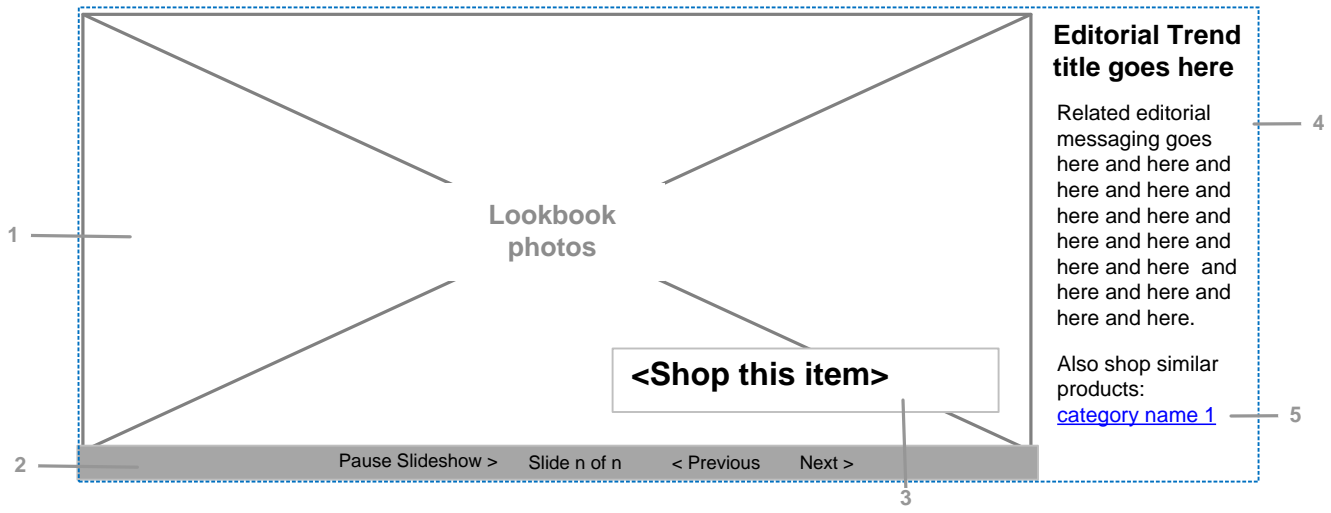 Editorial Trend
title goes here
Related editorial
messaging goes
here and here and
here and here and
here and here and
here and here and
here and here  and
here and here and
here and here.
Also shop similar
products:
category name 1
Lookbook
photos
<Shop this item>
Pause Slideshow >
Slide n of n
< Previous
Next >
1
2
3
4
5